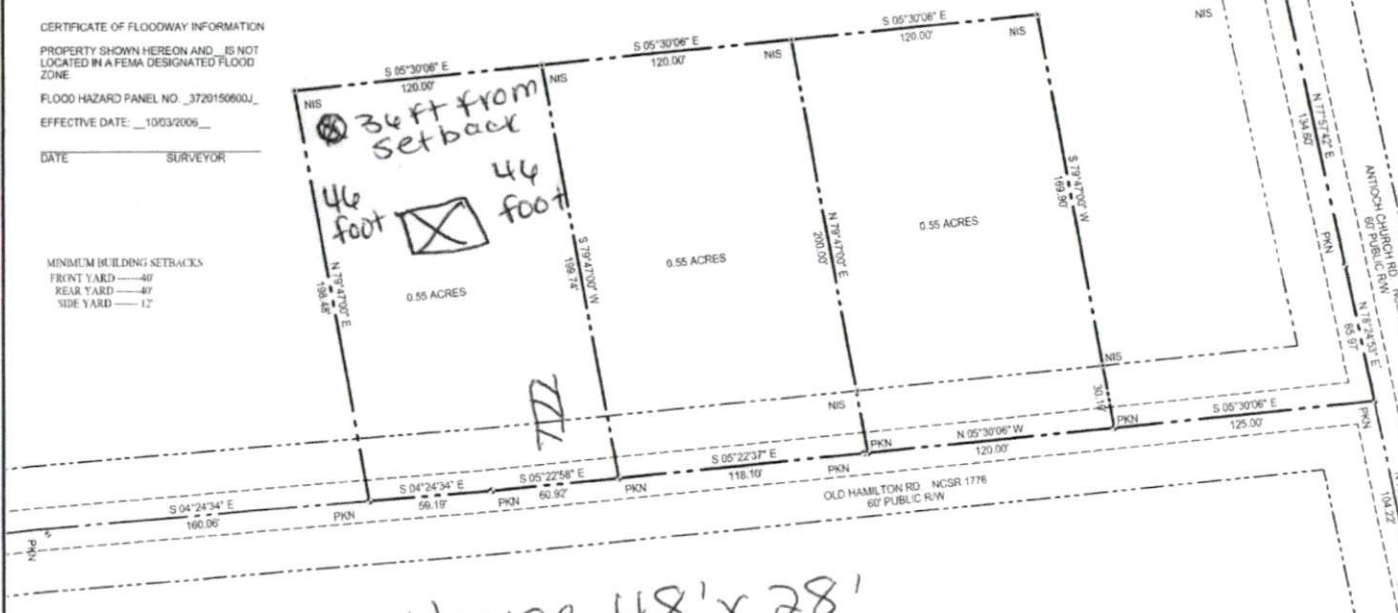 CERTIFICATE OF FLOODWAY INFORMATION
PROPERTY SHOWN HEREON AND__IS NOT
LOCATED IN A FEMA DESIGNATED FLOOD
ZONE.
FLOOD HAZARD PANEL NO. _3720150600J_
EFFECTIVE DATE: __10/03/2006__
DATE SURVEYOR
MINIMUM BUILDING SETBACKS
FRONT YARD ------40'
REAR YARD ------40'
SIDE YARD ------ 12'
S 05°30'06" E
120.00'
S 05°30'06" E
120.00'
S 05°30'06" E
120.00'
NIS
NIS
NIS
NIS
NIS
36 ft from
setback
46
foot
46
foot
N 79°47'00" E
198.48'
0.55 ACRES
S 79°47'00" W
199.74'
0.55 ACRES
N 79°47'00" E
200.00'
0.55 ACRES
S 79°47'00" W
169.90'
N 77°57'42" E
134.60'
PKN
ANTIOCH CHURCH RD
60' PUBLIC R/W
N 78°24'53" E
65.97'
NIS
30.10'
NIS
S 04°24'34" E
160.06'
PKN
PKN
S 04°24'34" E
59.19'
PKN
S 05°22'58" E
60.92'
PKN
S 05°22'37" E
118.10'
PKN
PKN
N 05°30'06" W
120.00'
PKN
S 05°30'06" E
125.00'
PKN
104.22
OLD HAMILTON RD NCSR 1776
60' PUBLIC R/W
48' x 28'